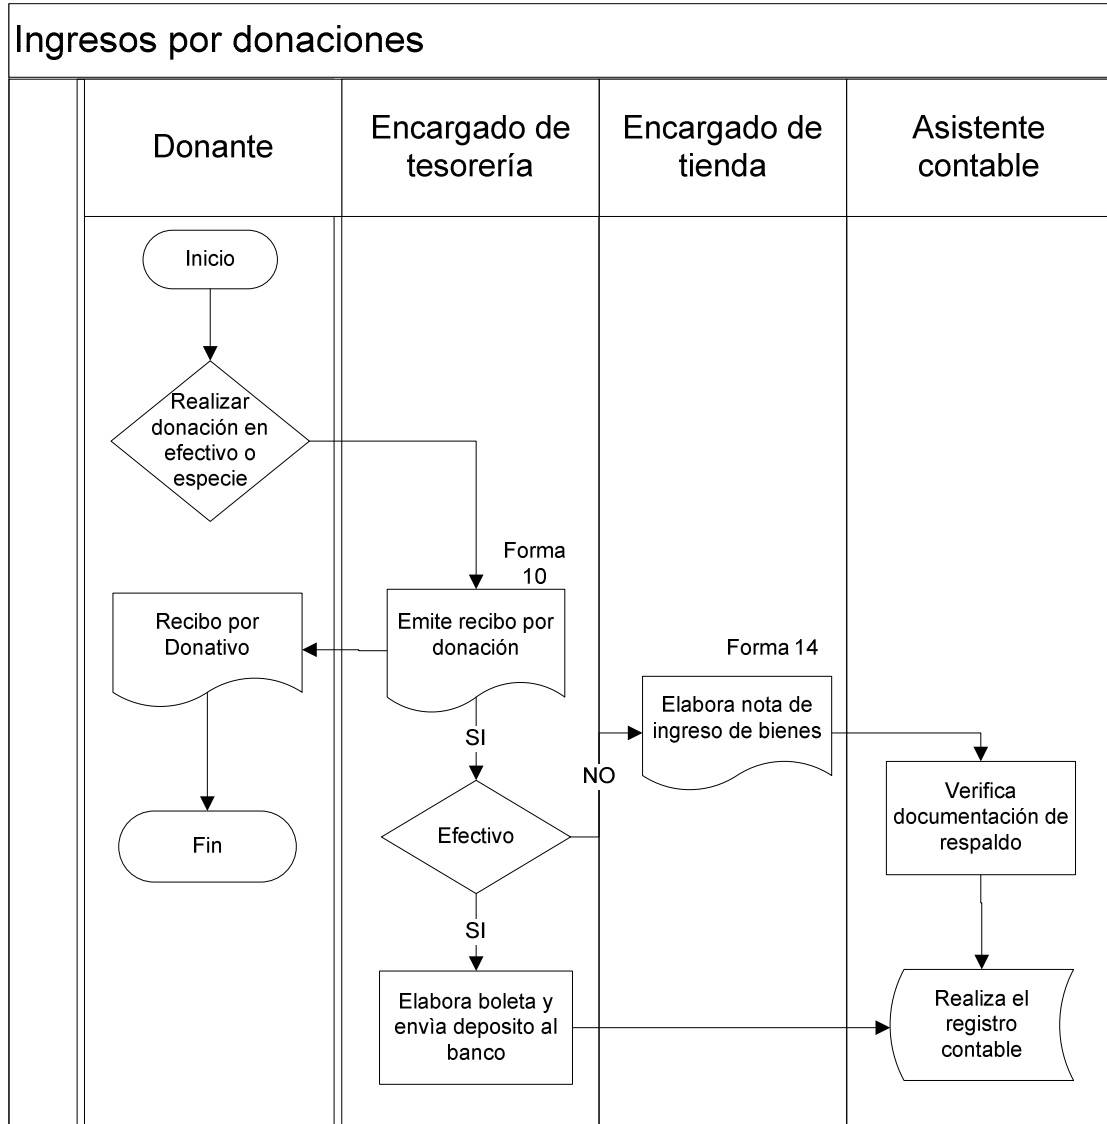 Ingresos por donaciones
Donante
Encargado de
tesorería
Encargado de
tienda
Asistente
contable
Inicio
Realizar
donación en
efectivo o
especie
Forma
10
Recibo por
Donativo
Emite recibo por
donación
Forma 14
Elabora nota de
ingreso de bienes
SI
NO
Verifica
documentación de
respaldo
Efectivo
Fin
SI
Elabora boleta y
envìa deposito al
banco
Realiza el
registro
contable